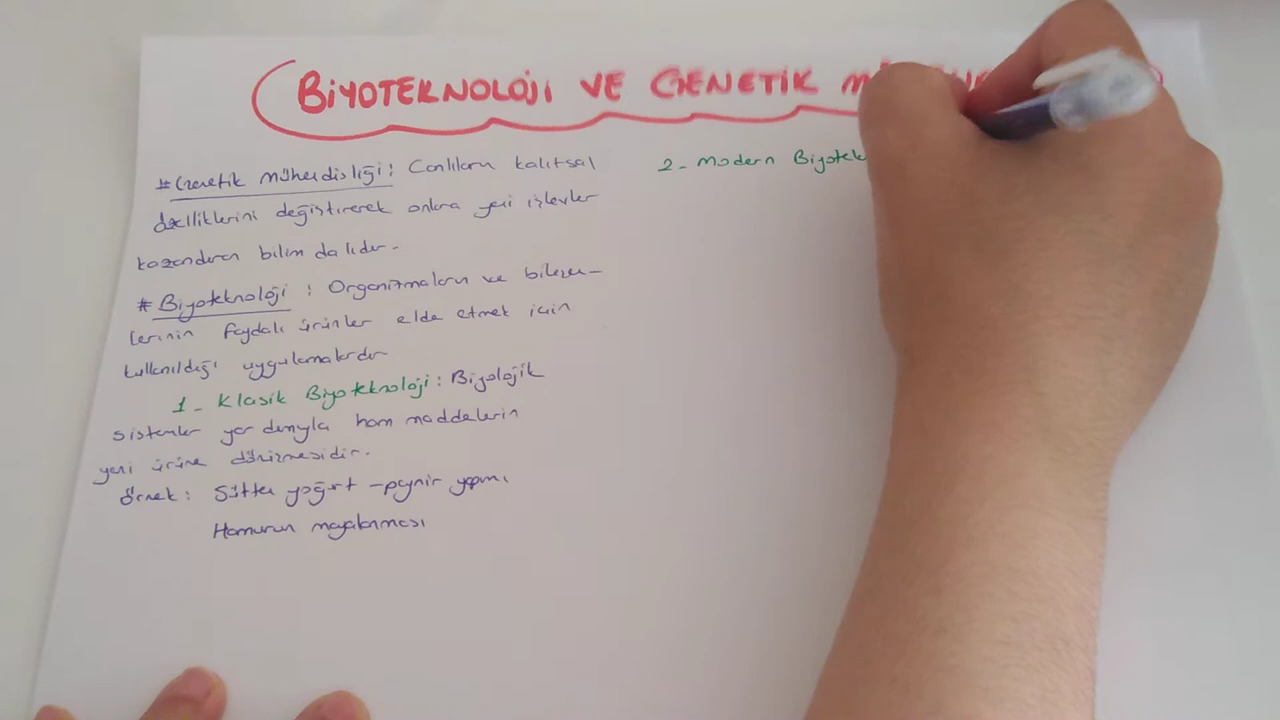 BİYOTEKNOLOJİ VE GENETİK
# Genetik mühendisliği : Canlıların kalıtsal
özelliklerini değiştirerek onlara yeni işlevler
kazandıran bilim dalıdır.
# Biyoteknoloji : Organizmaların ve bileşen-
lerinin faydalı ürünler elde etmek için
kullanıldığı uygulamalardır
1- Klasik Biyoteknoloji : Biyolojik
sistemler yardımıyla ham maddelerin
yeni ürüne dönüşmesidir.
Örnek : Sütten yoğurt - peynir yapımı
Hamurun mayalanması
2- Modern Biyotek